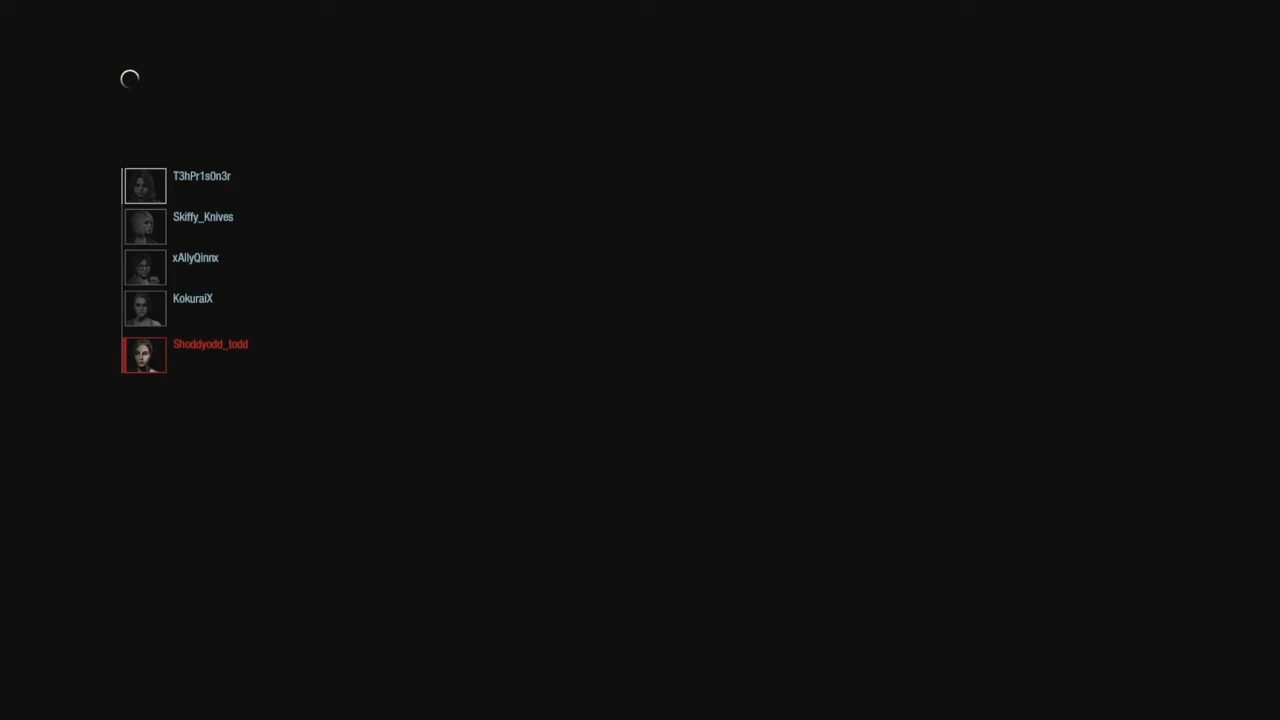 T3hPr1s0n3r
Skiffy_Knives
xAllyQinnx
KokuraiX
Shoddyodd_todd